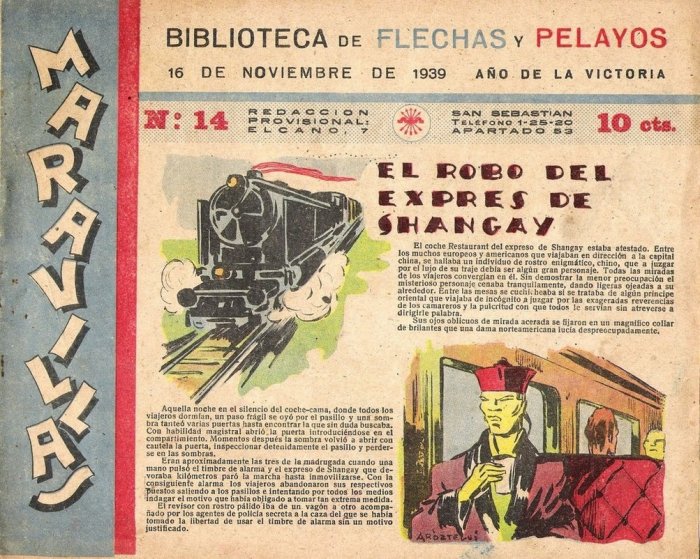 MARAVILLAS
BIBLIOTECA DE FLECHAS Y PELAYOS
16 DE NOVIEMBRE DE 1939 AÑO DE LA VICTORIA
Nº: 14
REDACCION
PROVISIONAL:
ELCANO, 7
SAN SEBASTIAN
TELÉFONO 1-25-20
APARTADO 53
10 cts.
EL ROBO DEL
EXPRES DE
SHANGAY
El coche Restaurant del expreso de Shangay estaba atestado. Entre
los muchos europeos y americanos que viajaban en dirección a la capital
china, se hallaba un individuo de rostro enigmático, chino, que a juzgar
por el lujo de su traje debía ser algún gran personaje. Todas las miradas
de los viajeros convergían en él. Sin demostrar la menor preocupación el
misterioso personaje cenaba tranquilamente, dando ligeras ojeadas a su
alrededor. Entre las mesas se cuchicheaba si se trataba de algún príncipe
oriental que viajaba de incógnito a juzgar por las exageradas reverencias
de los camareros y la pulcritud con que todos le servían sin atreverse a
dirigirle palabra.
Sus ojos oblicuos de mirada acerada se fijaron en un magnífico collar
de brillantes que una dama norteamericana lucía despreocupadamente.
Aquella noche en el silencio del coche-cama, donde todos los
viajeros dormían, un paso frágil se oyó por el pasillo y una som-
bra tanteó varias puertas hasta encontrar la que sin duda buscaba.
Con habilidad magistral abrió la puerta introduciéndose en el
compartimiento. Momentos después la sombra volvió a abrir con
cautela la puerta, inspeccionar detenidamente el pasillo y perder-
se en las sombras.
Eran aproximadamente las tres de la madrugada cuando una
mano pulsó el timbre de alarma y el expreso de Shangay que de-
voraba kilómetros paró la marcha hasta inmovilizarse. Con la
consiguiente alarma los viajeros abandonaron sus respectivos
puestos saliendo a los pasillos e intentando por todos los medios
indagar el motivo que había obligado a tomar tan extrema medida.
El revisor con rostro pálido iba de un vagón a otro acompa-
ñado por los agentes de policía secreta a la caza del que se había
tomado la libertad de usar el timbre de alarma sin un motivo
justificado.
AROZTEGUI